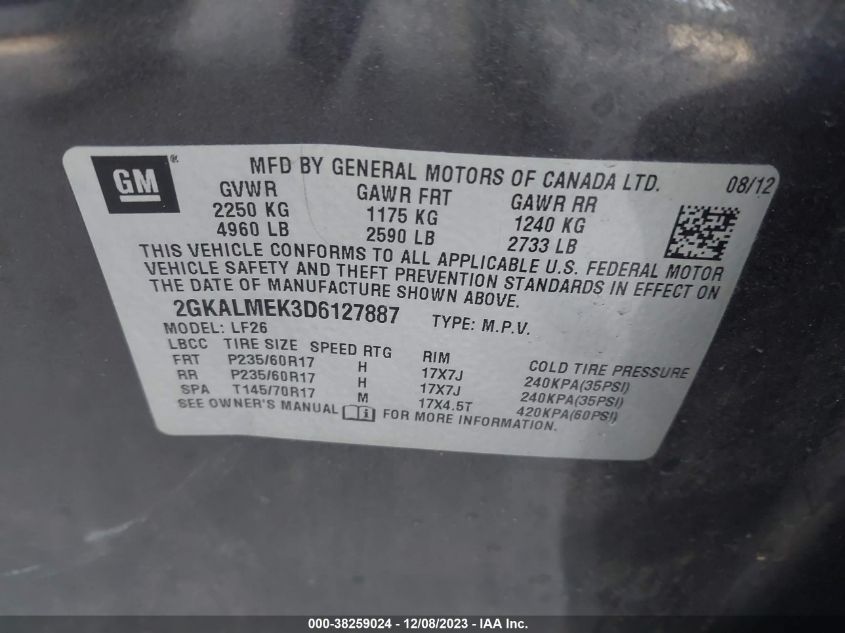 GM ® MFD BY GENERAL MOTORS OF CANADA LTD. 08/12
GVWR GAWR FRT GAWR RR
2250 KG 1175 KG 1240 KG
4960 LB 2590 LB 2733 LB
THIS VEHICLE CONFORMS TO ALL APPLICABLE U.S. FEDERAL MOTOR
VEHICLE SAFETY AND THEFT PREVENTION STANDARDS IN EFFECT ON
THE DATE OF MANUFACTURE SHOWN ABOVE.
2GKALMEK3D6127887 TYPE: M.P.V.
MODEL: LF26
LBCC TIRE SIZE SPEED RTG RIM COLD TIRE PRESSURE
FRT P235/60R17 H 17X7J 240KPA(35PSI)
RR P235/60R17 H 17X7J 240KPA(35PSI)
SPA T145/70R17 M 17X4.5T 420KPA(60PSI)
SEE OWNER'S MANUAL i FOR MORE INFORMATION.
000-38259024 - 12/08/2023 - IAA Inc.